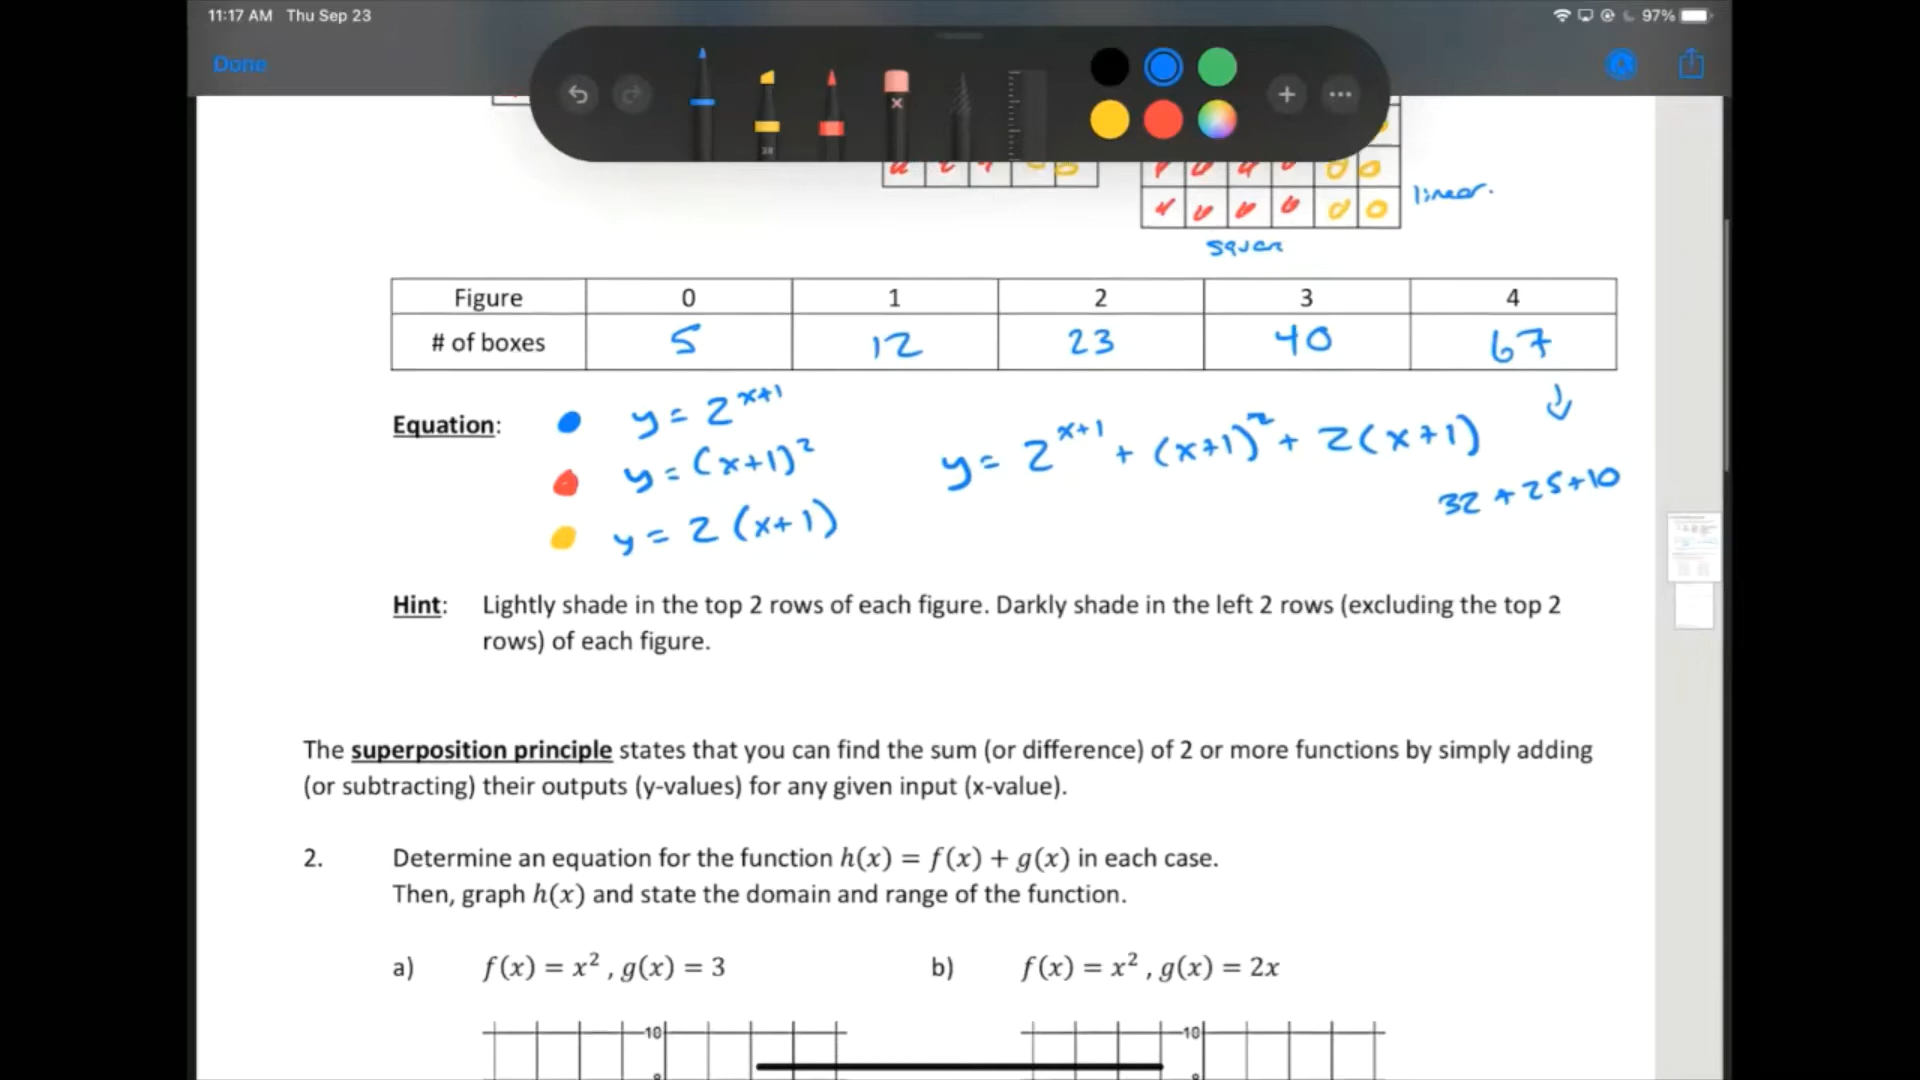 11:17 AM Thu Sep 23
97%
Done
linear.
square
Figure 0 1 2 3 4
# of boxes 5 12 23 40 67
Equation: y = 2^{x+1}
y = (x+1)^2
y = 2(x+1)
y = 2^{x+1} + (x+1)^2 + 2(x+1)
32 + 25 + 10
Hint: Lightly shade in the top 2 rows of each figure. Darkly shade in the left 2 rows (excluding the top 2
rows) of each figure.
The superposition principle states that you can find the sum (or difference) of 2 or more functions by simply adding
(or subtracting) their outputs (y-values) for any given input (x-value).
2. Determine an equation for the function h(x) = f(x) + g(x) in each case.
Then, graph h(x) and state the domain and range of the function.
a) f(x) = x² , g(x) = 3 b) f(x) = x² , g(x) = 2x
10 10